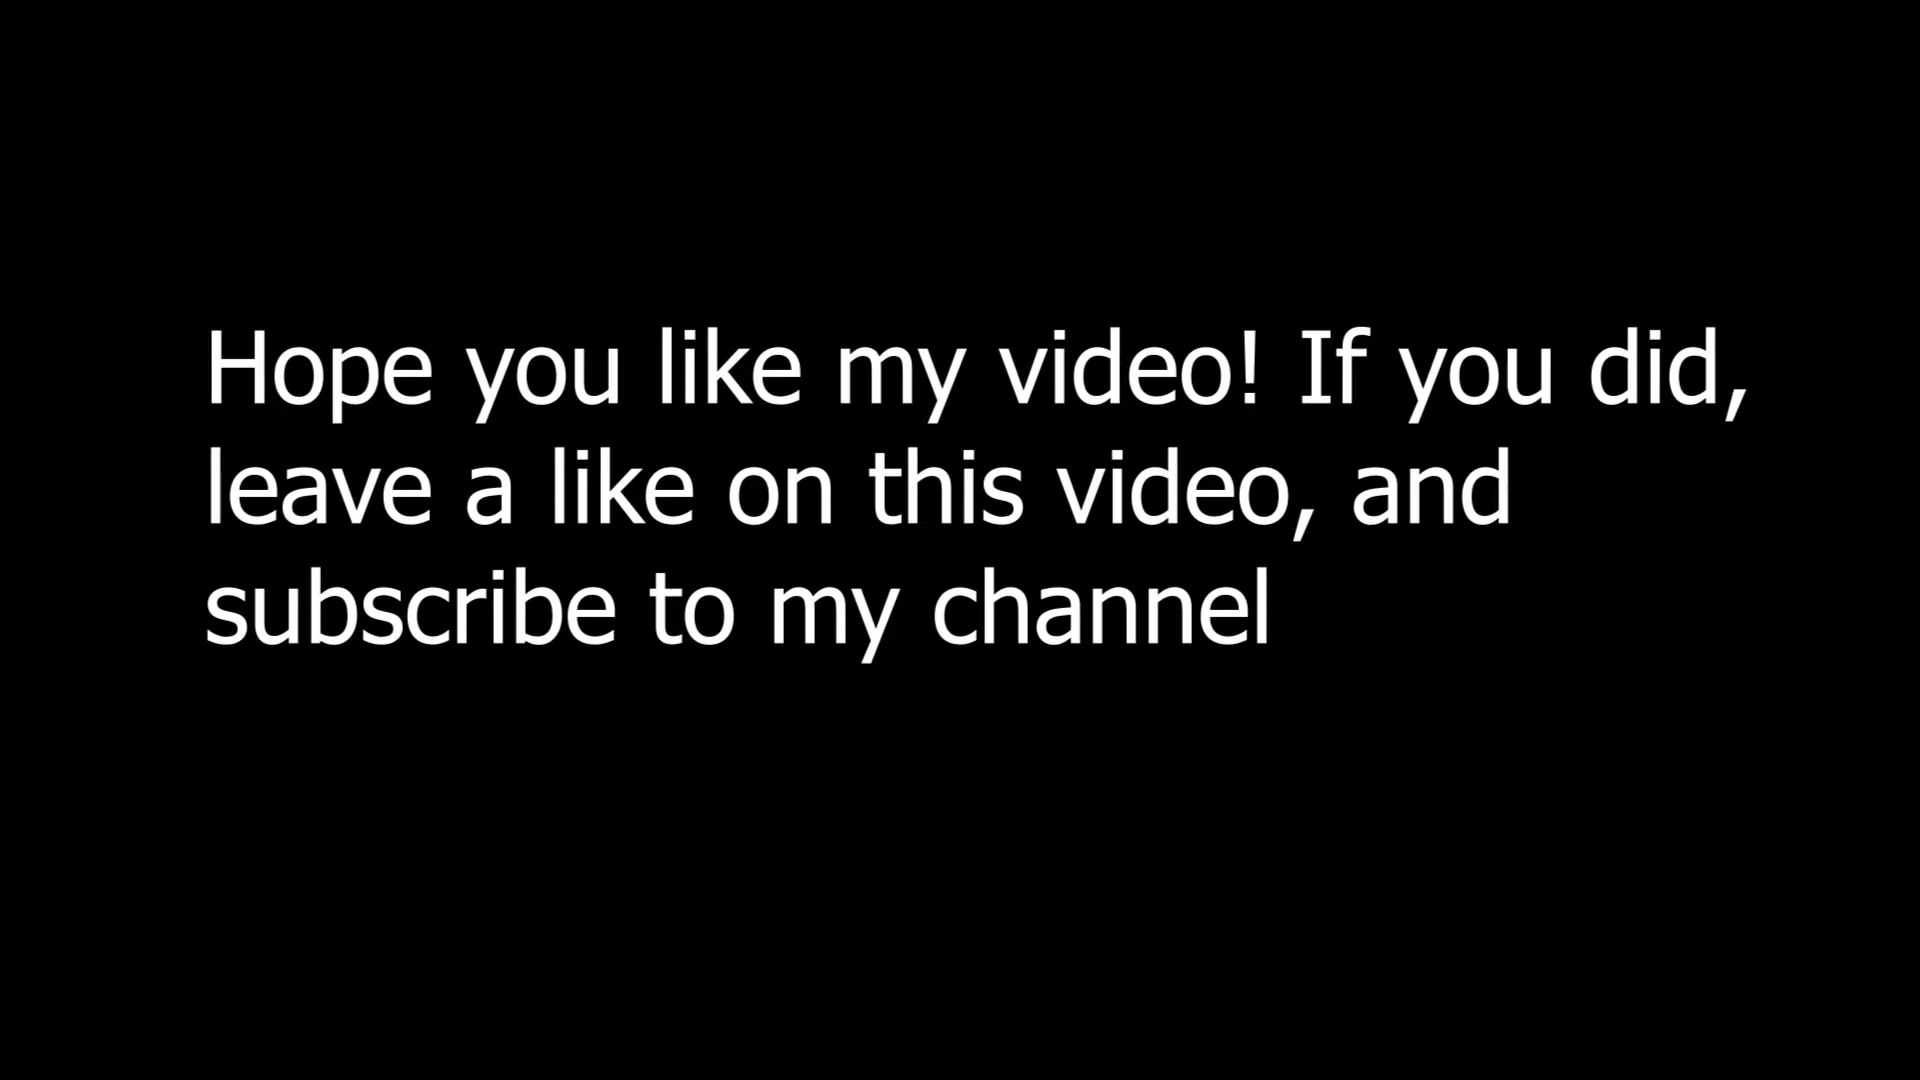 Hope you like my video! If you did,
leave a like on this video, and
subscribe to my channel